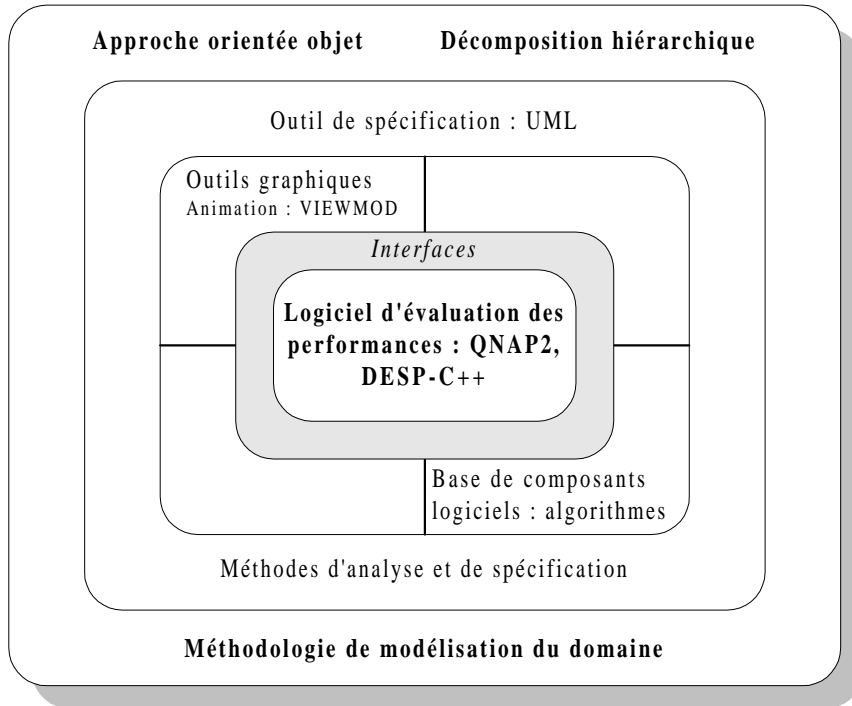 Approche orientée objet
Décomposition hiérarchique
Outil de spécification : UML
Outils graphiques
Animation : VIEWMOD
Interfaces
Logiciel d'évaluation des
performances : QNAP2,
DESP-C++
Base de composants
logiciels : algorithmes
Méthodes d'analyse et de spécification
Méthodologie de modélisation du domaine